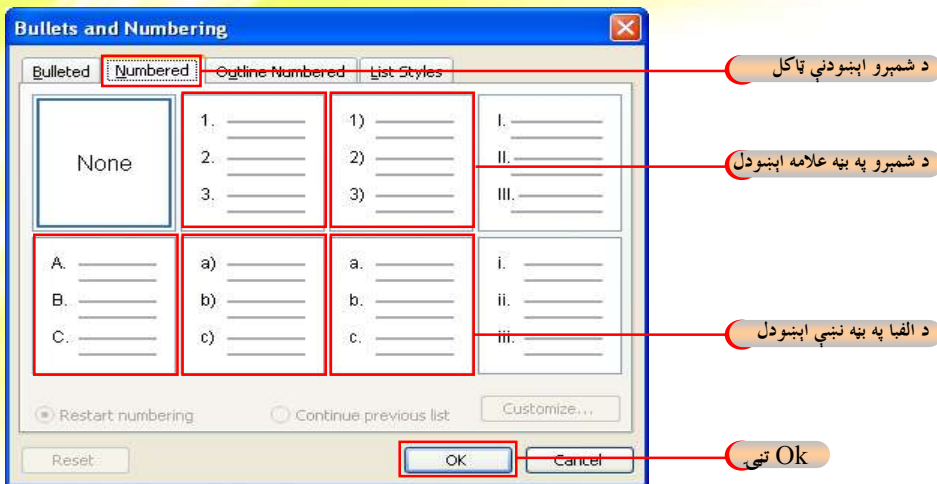 Bullets and Numbering
Bulleted Numbered Outline Numbered List Styles
د شمېرو اېښودنې ټاکل
None
1.
2.
3.
1)
2)
3)
I.
II.
III.
د شمېرو په بڼه علامه اېښودل
A.
B.
C.
a)
b)
c)
a.
b.
c.
i.
ii.
iii.
د الفبا په بڼه نښې اېښودل
Restart numbering Continue previous list Customize...
Reset OK Cancel
Ok تڼۍ